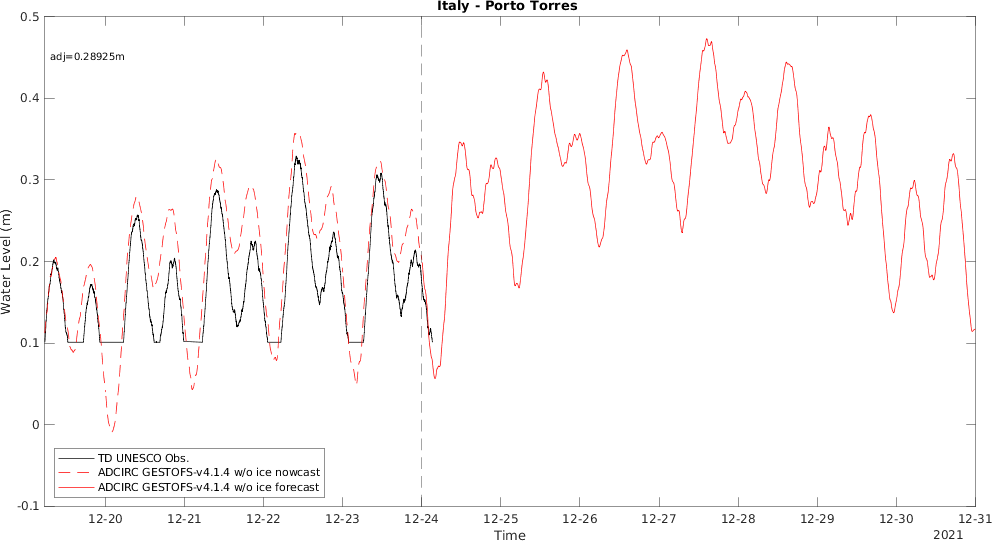 Italy - Porto Torres
adj=0.28925m
0.5
0.4
0.3
0.2
0.1
0
-0.1
Water Level (m)
TD UNESCO Obs.
ADCIRC GESTOFS-v4.1.4 w/o ice nowcast
ADCIRC GESTOFS-v4.1.4 w/o ice forecast
12-20 12-21 12-22 12-23 12-24 12-25 12-26 12-27 12-28 12-29 12-30 12-31
Time
2021